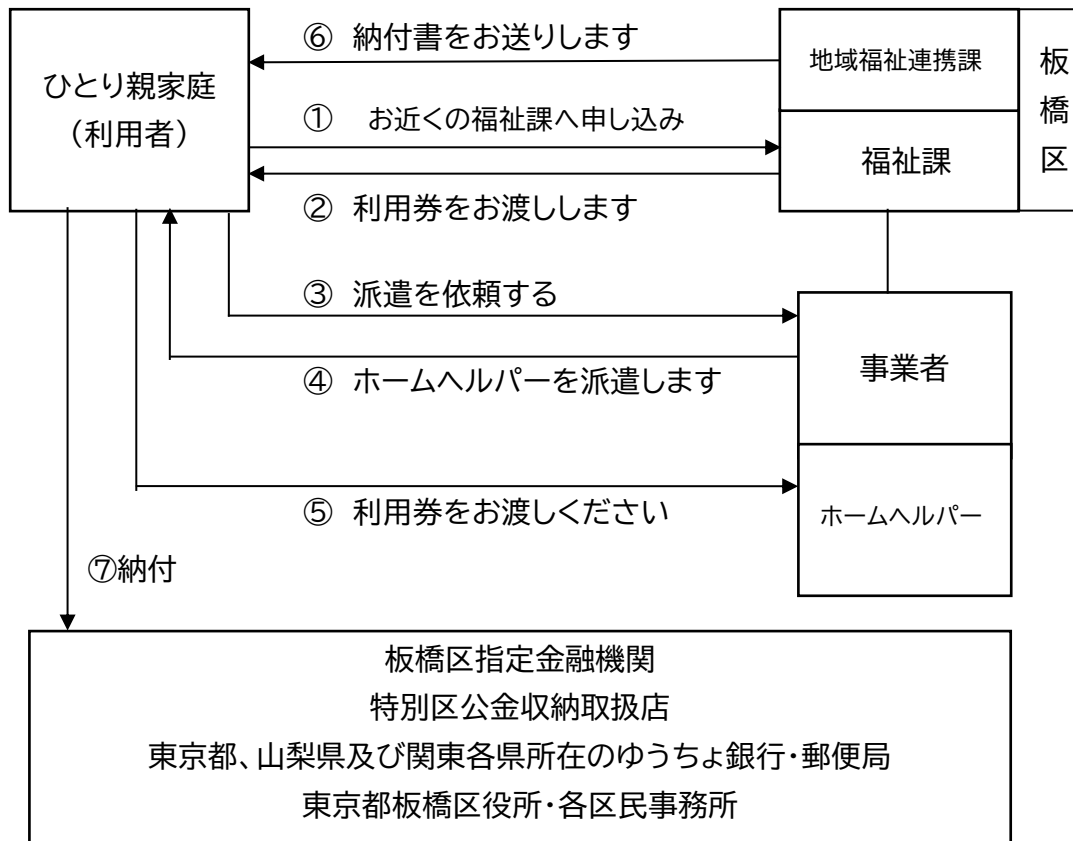 ⑥ 納付書をお送りします
地域福祉連携課
板橋区
ひとり親家庭
（利用者）
① お近くの福祉課へ申し込み
福祉課
② 利用券をお渡しします
③ 派遣を依頼する
事業者
④ ホームヘルパーを派遣します
⑤ 利用券をお渡しください
ホームヘルパー
⑦納付
板橋区指定金融機関
特別区公金収納取扱店
東京都、山梨県及び関東各県所在のゆうちょ銀行・郵便局
東京都板橋区役所・各区民事務所